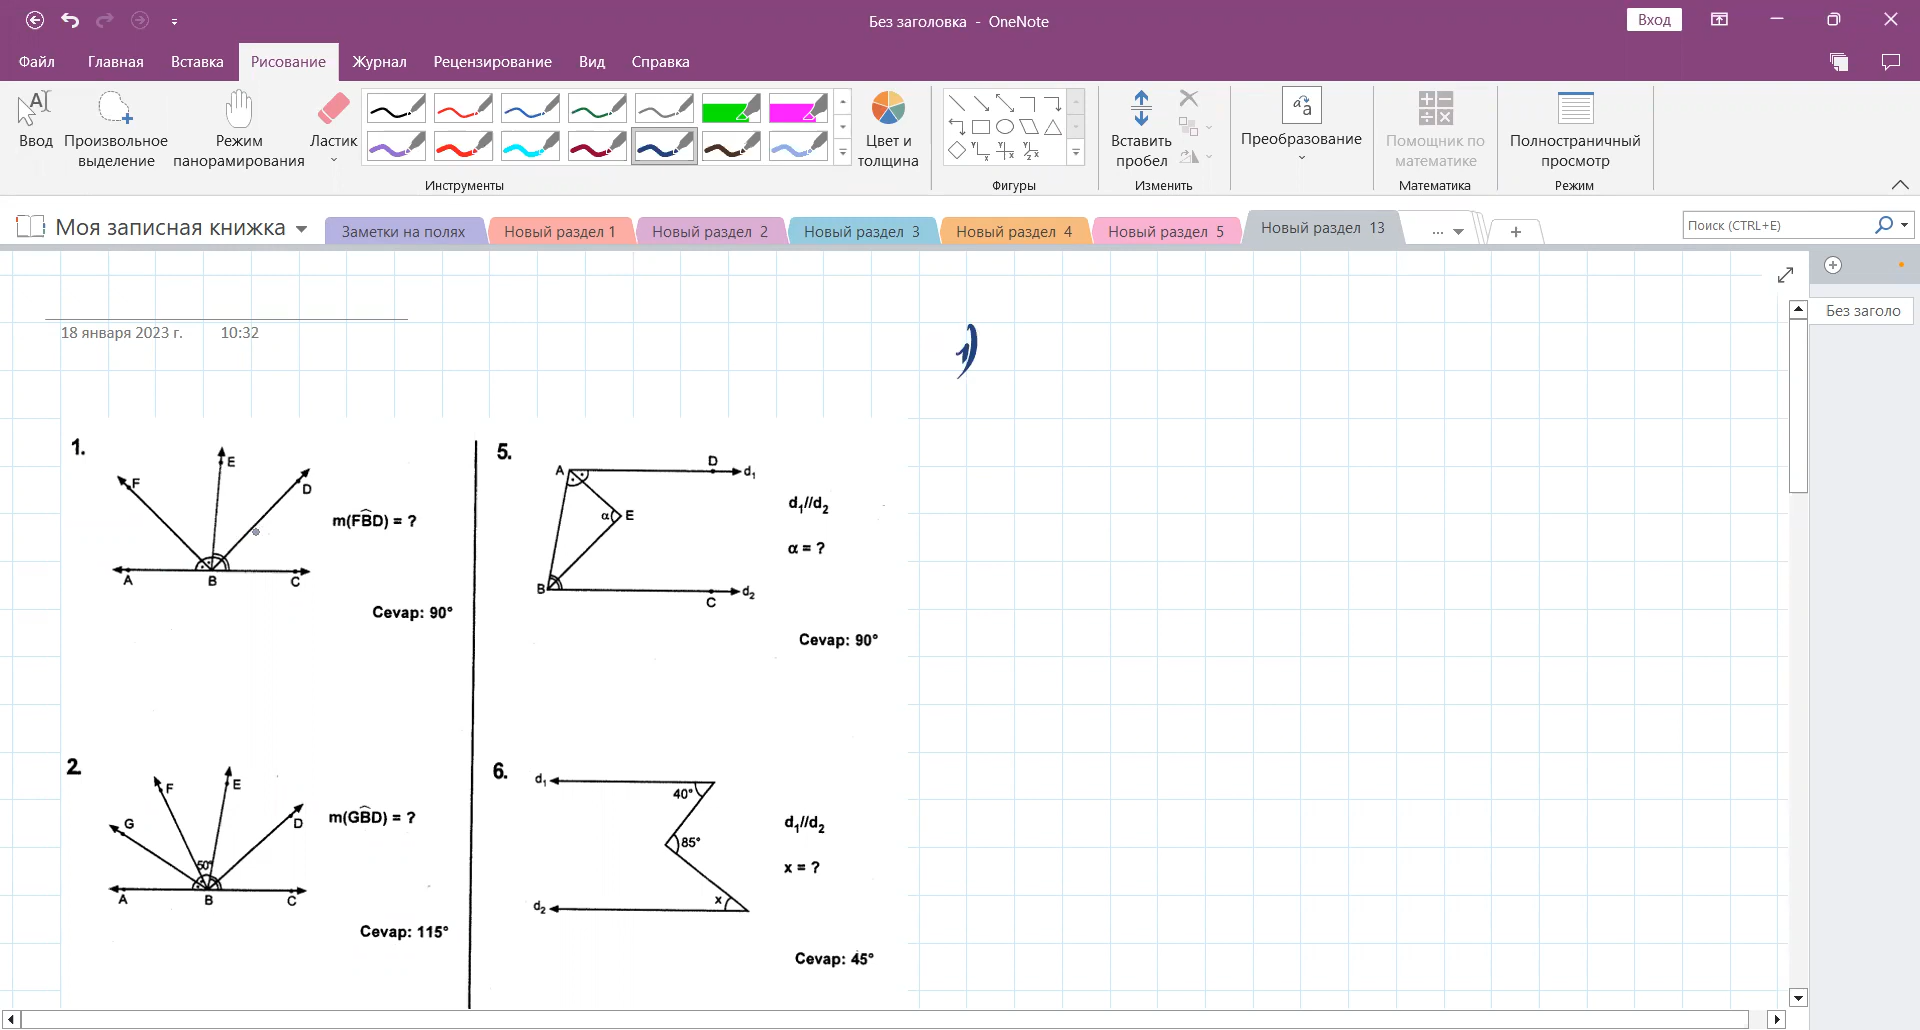 Без заголовка - OneNote
Вход
Файл
Главная
Вставка
Рисование
Журнал
Рецензирование
Вид
Справка
Ввод
Произвольное выделение
Режим панорамирования
Ластик
Цвет и толщина
Вставить пробел
Преобразование
Помощник по математике
Полностраничный просмотр
Инструменты
Фигуры
Изменить
Математика
Режим
Моя записная книжка
Заметки на полях
Новый раздел 1
Новый раздел 2
Новый раздел 3
Новый раздел 4
Новый раздел 5
Новый раздел 13
...
Поиск (CTRL+E)
Без заголо
18 января 2023 г. 10:32
1)
1.
E
F
D
A
B
C
m(FBD) = ?
Cevap: 90°
5.
A
D
d₁
α
E
B
C
d₂
d₁//d₂
α = ?
Cevap: 90°
2.
F
E
G
D
50°
A
B
C
m(GBD) = ?
Cevap: 115°
6.
d₁
40°
85°
x
d₂
d₁//d₂
x = ?
Cevap: 45°